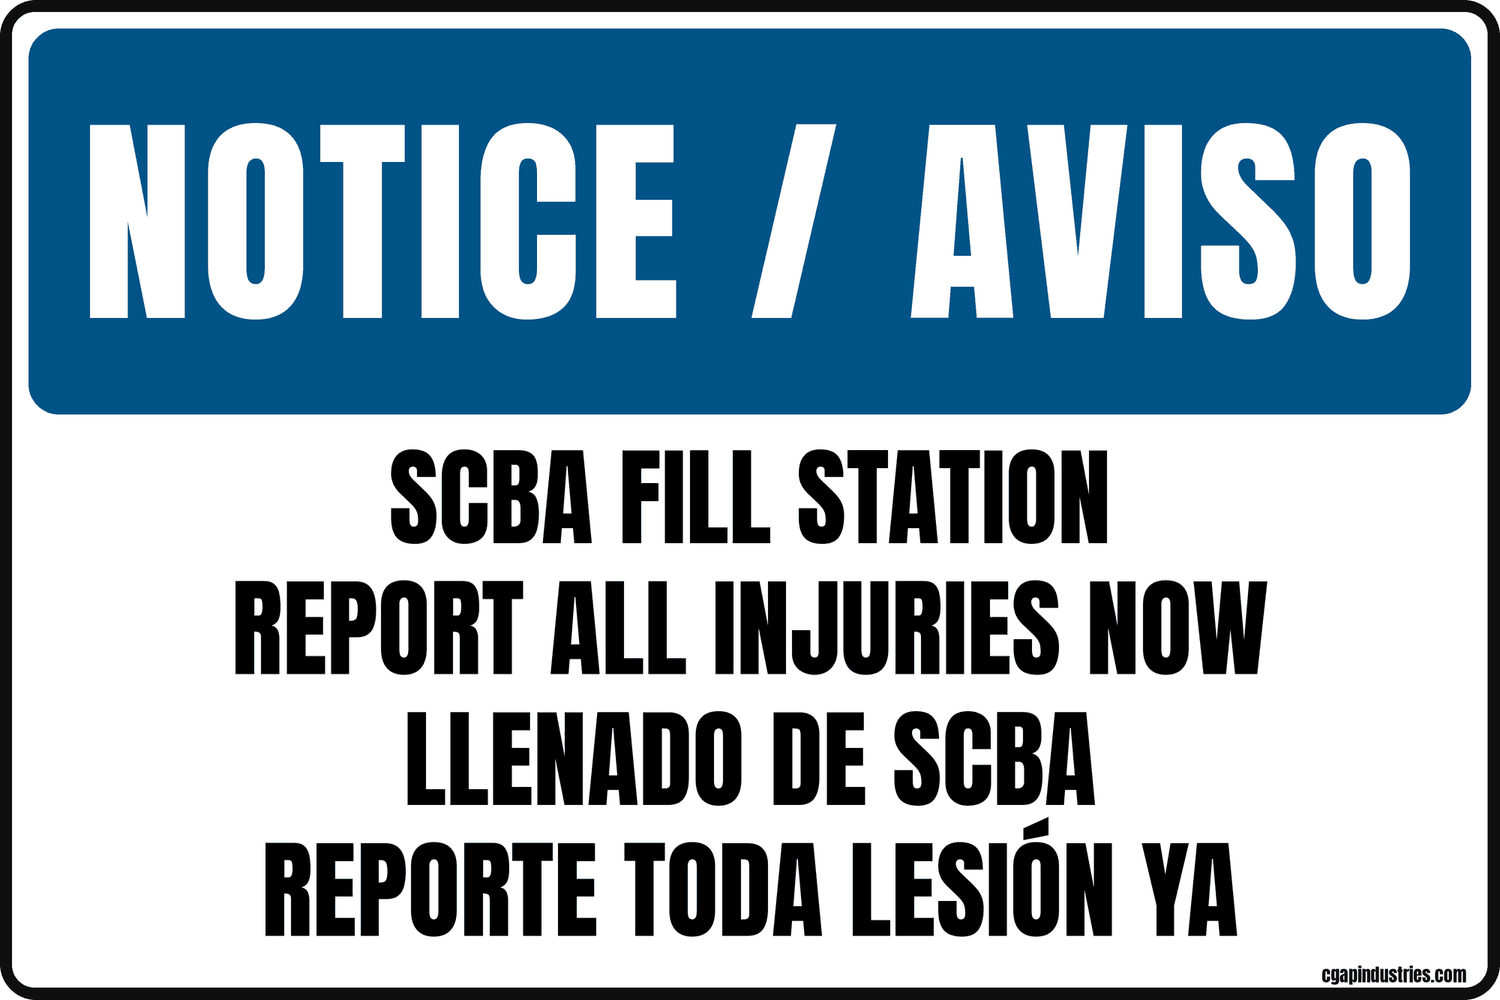 NOTICE / AVISO
SCBA FILL STATION
REPORT ALL INJURIES NOW
LLENADO DE SCBA
REPORTE TODA LESIÓN YA
cgapindustries.com